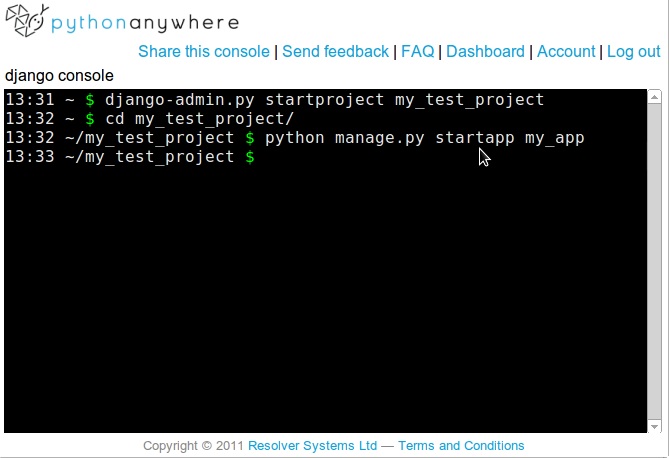 pythonanywhere
Share this console | Send feedback | FAQ | Dashboard | Account | Log out
django console
13:31 ~ $ django-admin.py startproject my_test_project
13:32 ~ $ cd my_test_project/
13:32 ~/my_test_project $ python manage.py startapp my_app
13:33 ~/my_test_project $
Copyright © 2011 Resolver Systems Ltd — Terms and Conditions